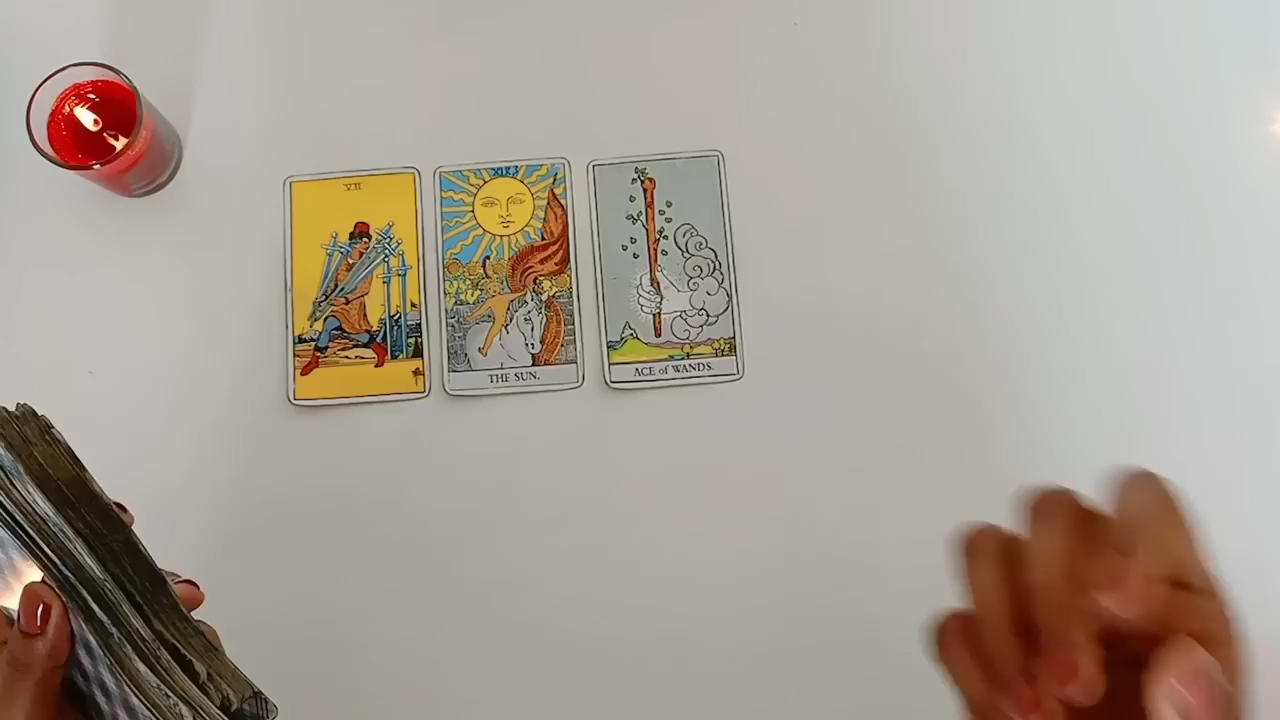 VII
XIX
THE SUN.
ACE of WANDS.